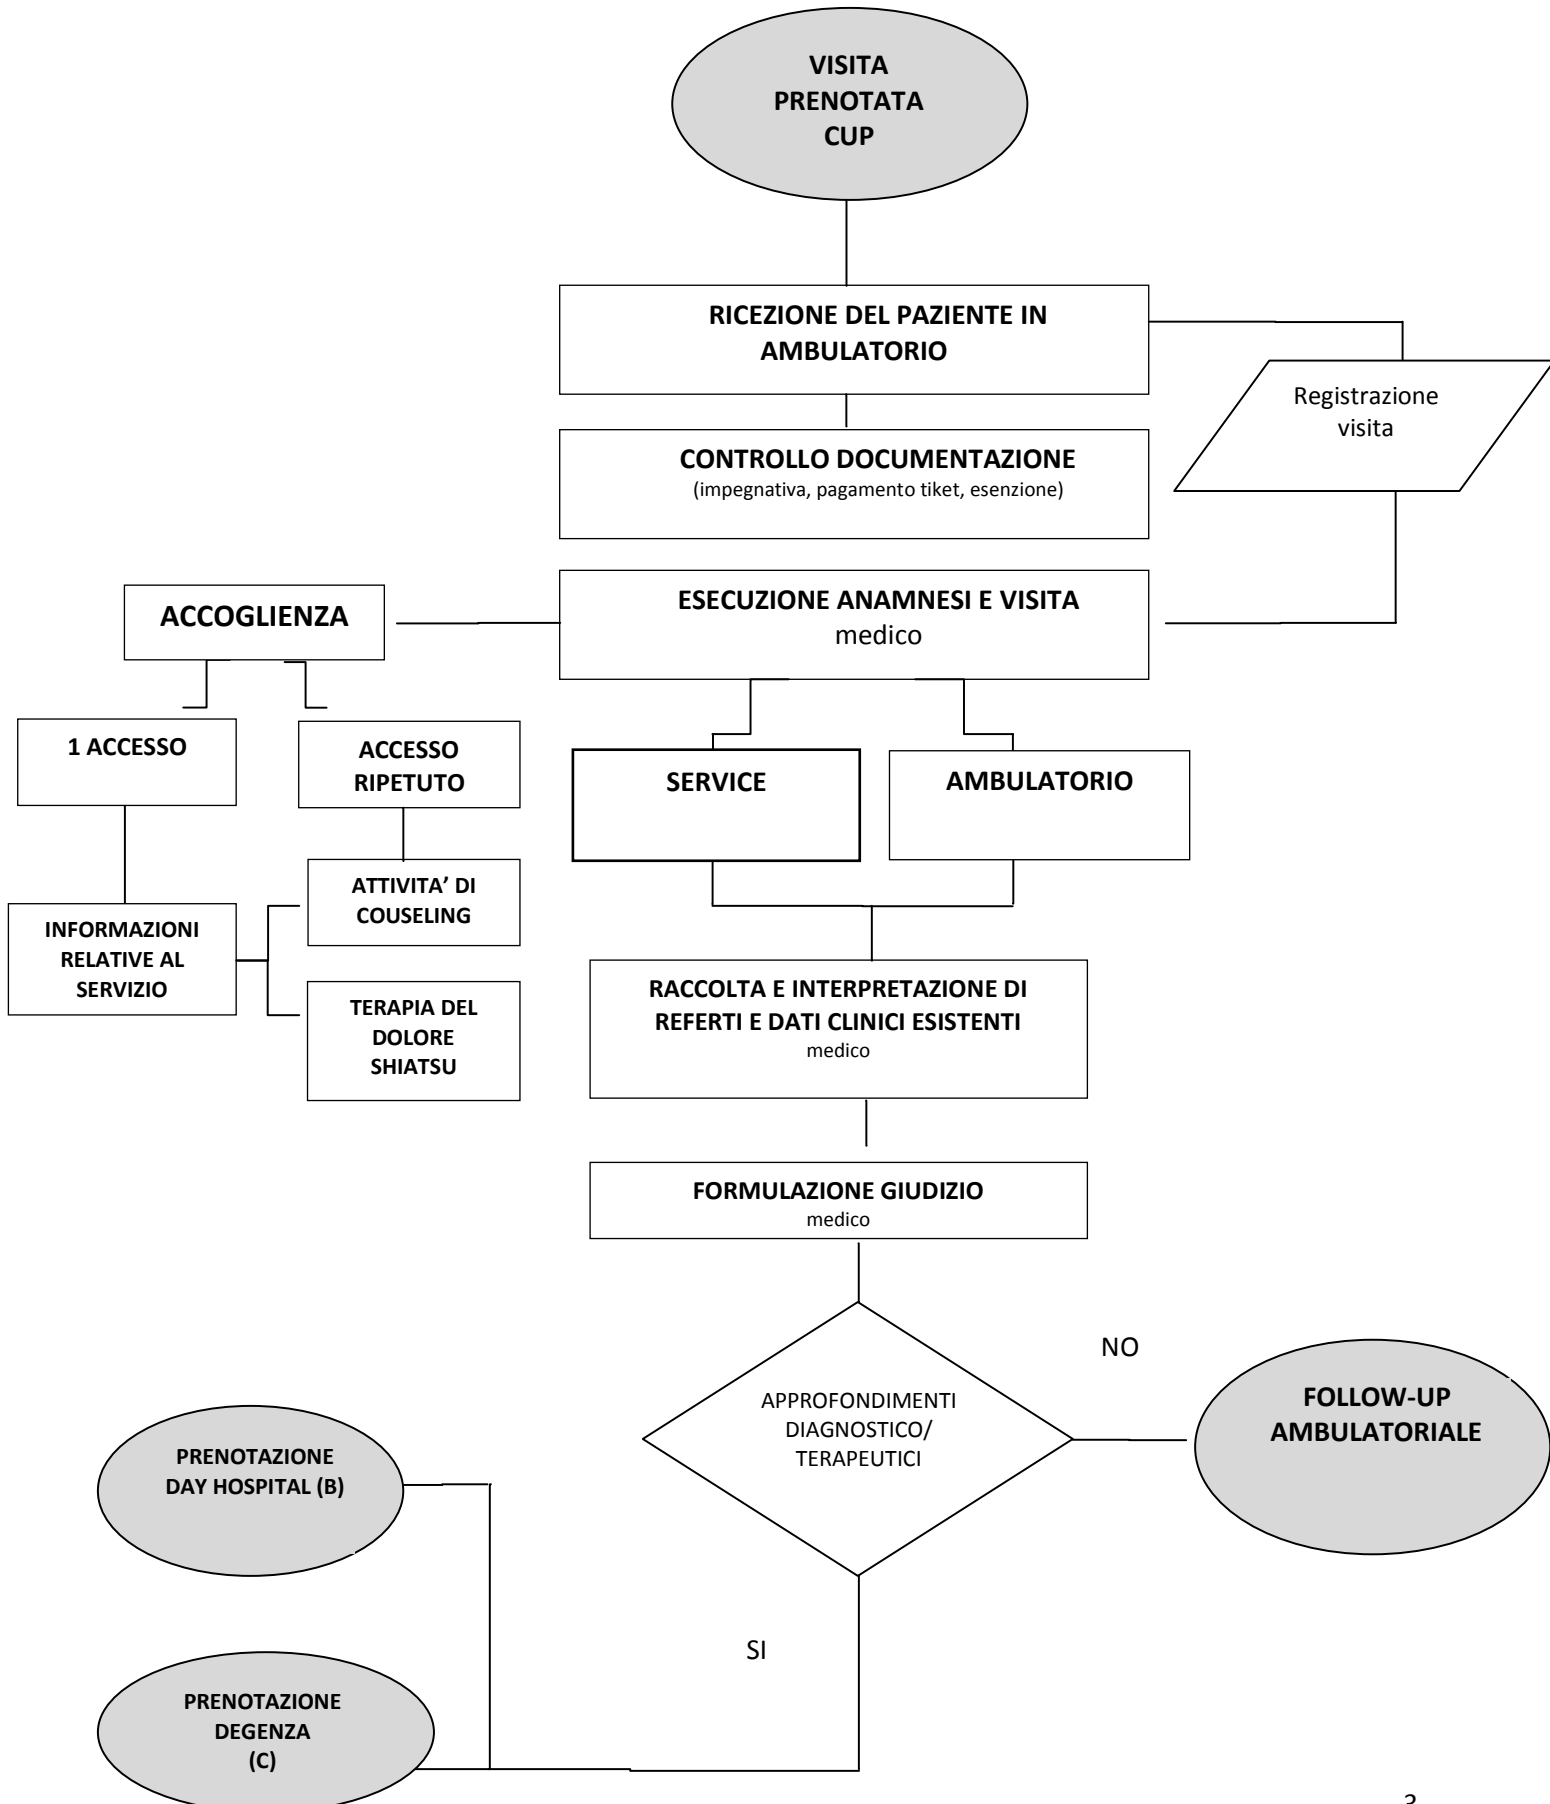 VISITA
PRENOTATA
CUP
RICEZIONE DEL PAZIENTE IN
AMBULATORIO
Registrazione
visita
CONTROLLO DOCUMENTAZIONE
(impegnativa, pagamento tiket, esenzione)
ACCOGLIENZA
ESECUZIONE ANAMNESI E VISITA
medico
1 ACCESSO
ACCESSO
RIPETUTO
SERVICE
AMBULATORIO
ATTIVITA’ DI
COUSELING
INFORMAZIONI
RELATIVE AL
SERVIZIO
TERAPIA DEL
DOLORE
SHIATSU
RACCOLTA E INTERPRETAZIONE DI
REFERTI E DATI CLINICI ESISTENTI
medico
FORMULAZIONE GIUDIZIO
medico
NO
APPROFONDIMENTI
DIAGNOSTICO/
TERAPEUTICI
FOLLOW-UP
AMBULATORIALE
PRENOTAZIONE
DAY HOSPITAL (B)
SI
PRENOTAZIONE
DEGENZA
(C)
3